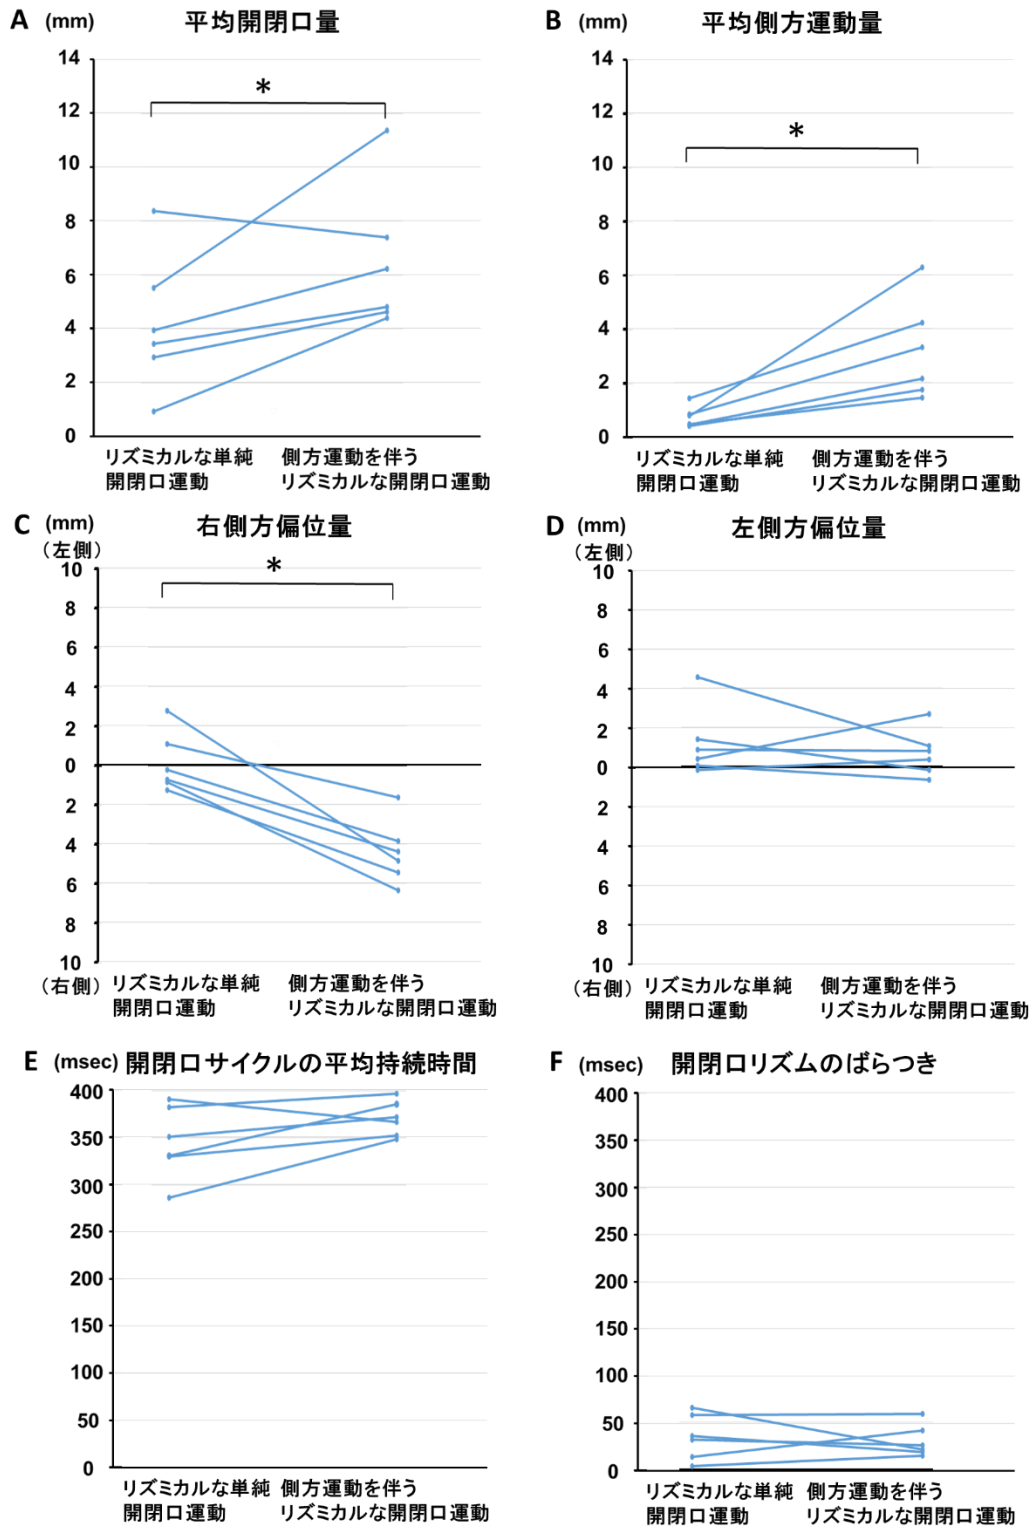 A (mm) 平均開閉口量
14
12
10
8
6
4
2
0
*
リズミカルな単純
開閉口運動
側方運動を伴う
リズミカルな開閉口運動
B (mm) 平均側方運動量
14
12
10
8
6
4
2
0
*
リズミカルな単純
開閉口運動
側方運動を伴う
リズミカルな開閉口運動
C (mm) 右側方偏位量
（左側）
10
8
6
4
2
0
2
4
6
8
10
（右側）
*
リズミカルな単純
開閉口運動
側方運動を伴う
リズミカルな開閉口運動
D (mm) 左側方偏位量
（左側）
10
8
6
4
2
0
2
4
6
8
10
（右側）
リズミカルな単純
開閉口運動
側方運動を伴う
リズミカルな開閉口運動
E (msec) 開閉口サイクルの平均持続時間
400
350
300
250
200
150
100
50
0
リズミカルな単純
開閉口運動
側方運動を伴う
リズミカルな開閉口運動
F (msec) 開閉口リズムのばらつき
400
350
300
250
200
150
100
50
0
リズミカルな単純
開閉口運動
側方運動を伴う
リズミカルな開閉口運動